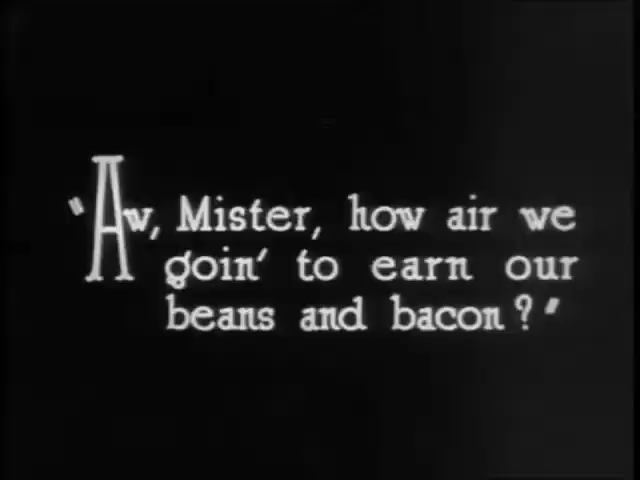 "Aw, Mister, how air we
goin' to earn our
beans and bacon?"